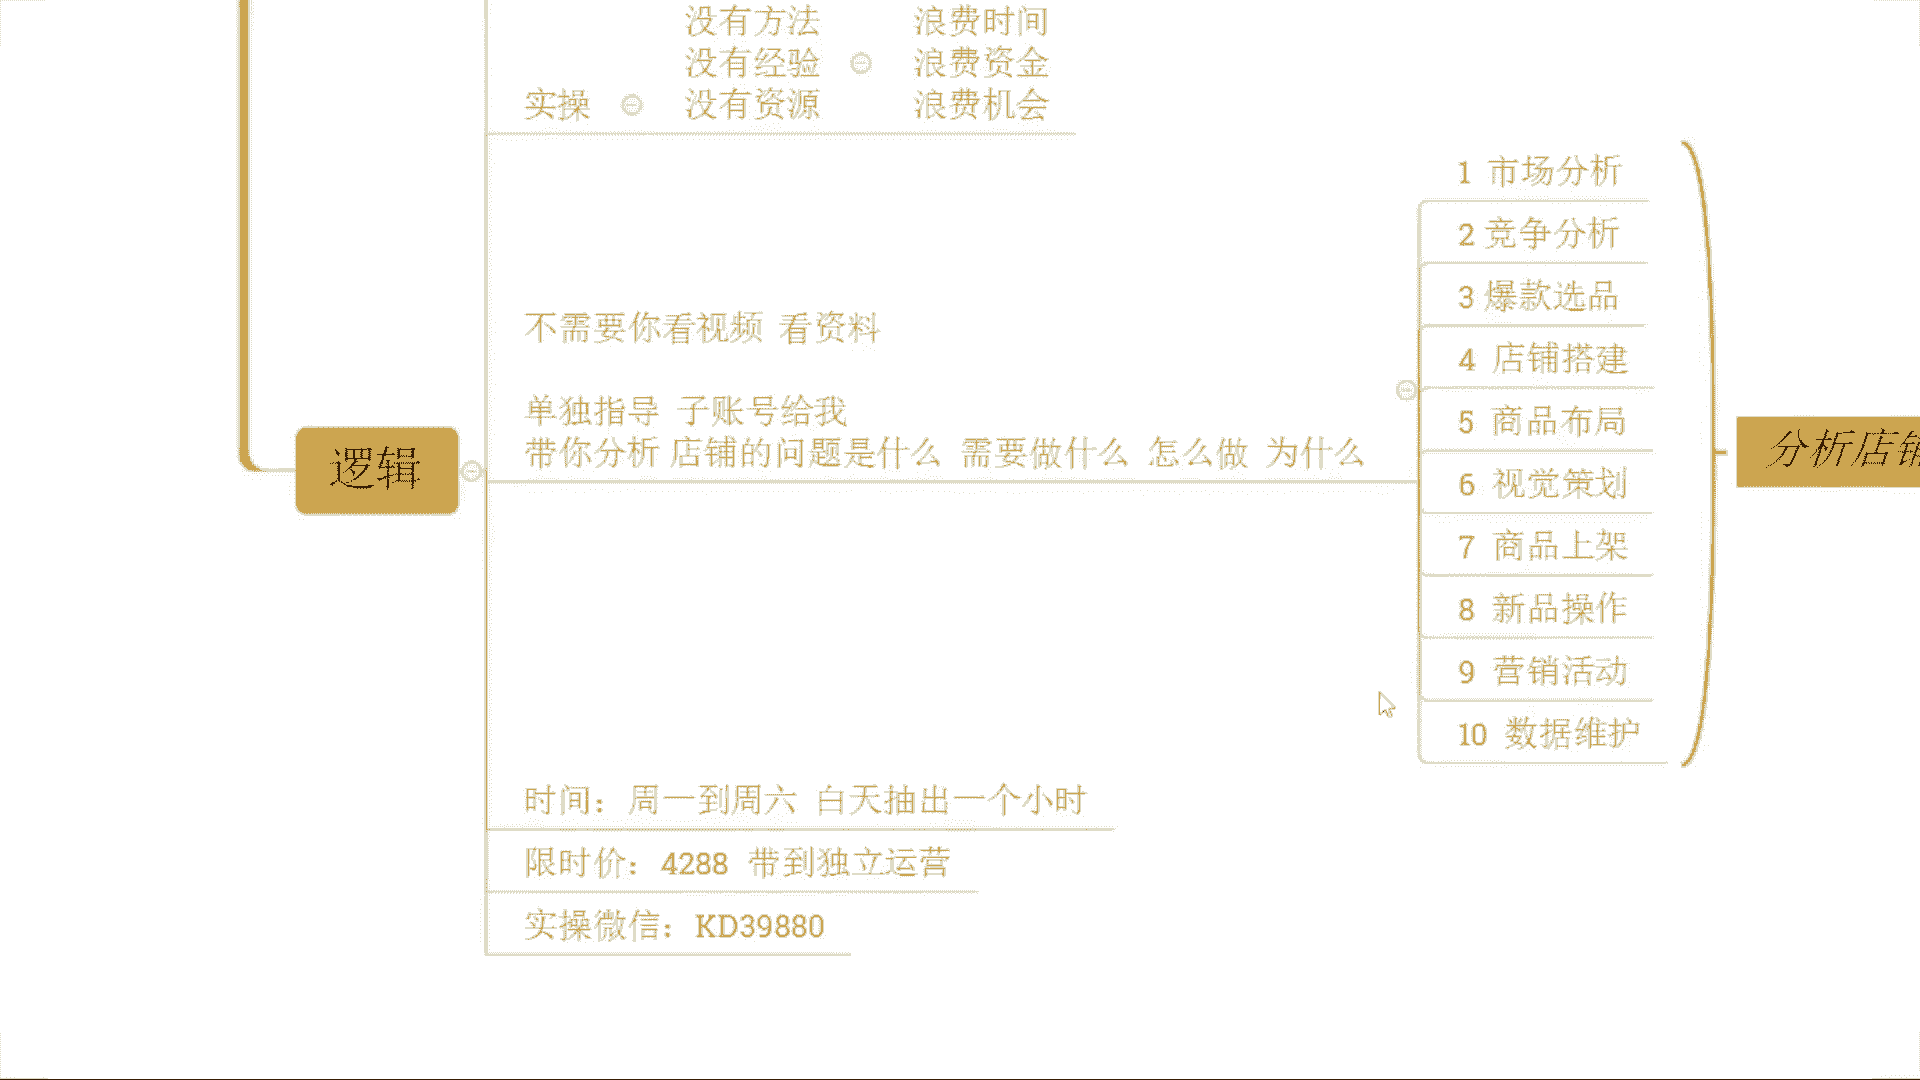 没有方法 浪费时间
没有经验 浪费资金
实操 没有资源 浪费机会
不需要你看视频 看资料
单独指导 子账号给我
带你分析 店铺的问题是什么 需要做什么 怎么做 为什么
1 市场分析
2 竞争分析
3 爆款选品
4 店铺搭建
5 商品布局
6 视觉策划
7 商品上架
8 新品操作
9 营销活动
10 数据维护
分析店铺
逻辑
时间：周一到周六 白天抽出一个小时
限时价：4288 带到独立运营
实操微信：KD39880